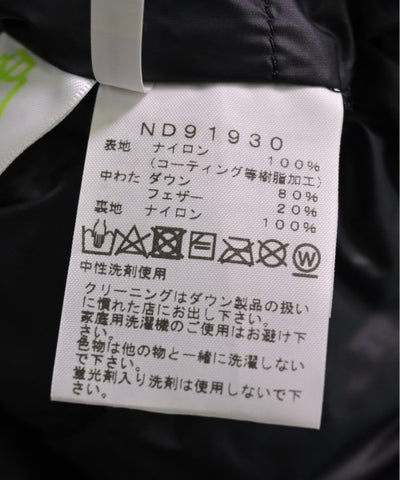 ND91930
表地 ナイロン 100%
(コーティング等樹脂加工)
中わた ダウン 80%
フェザー 20%
裏地 ナイロン 100%
W
中性洗剤使用
クリーニングはダウン製品の扱い
に慣れた店にお出し下さい。
家庭用洗濯機のご使用はお避け下
さい。
色物は他の物と一緒に洗濯しない
で下さい。
蛍光剤入り洗剤は使用しないで下
さい。